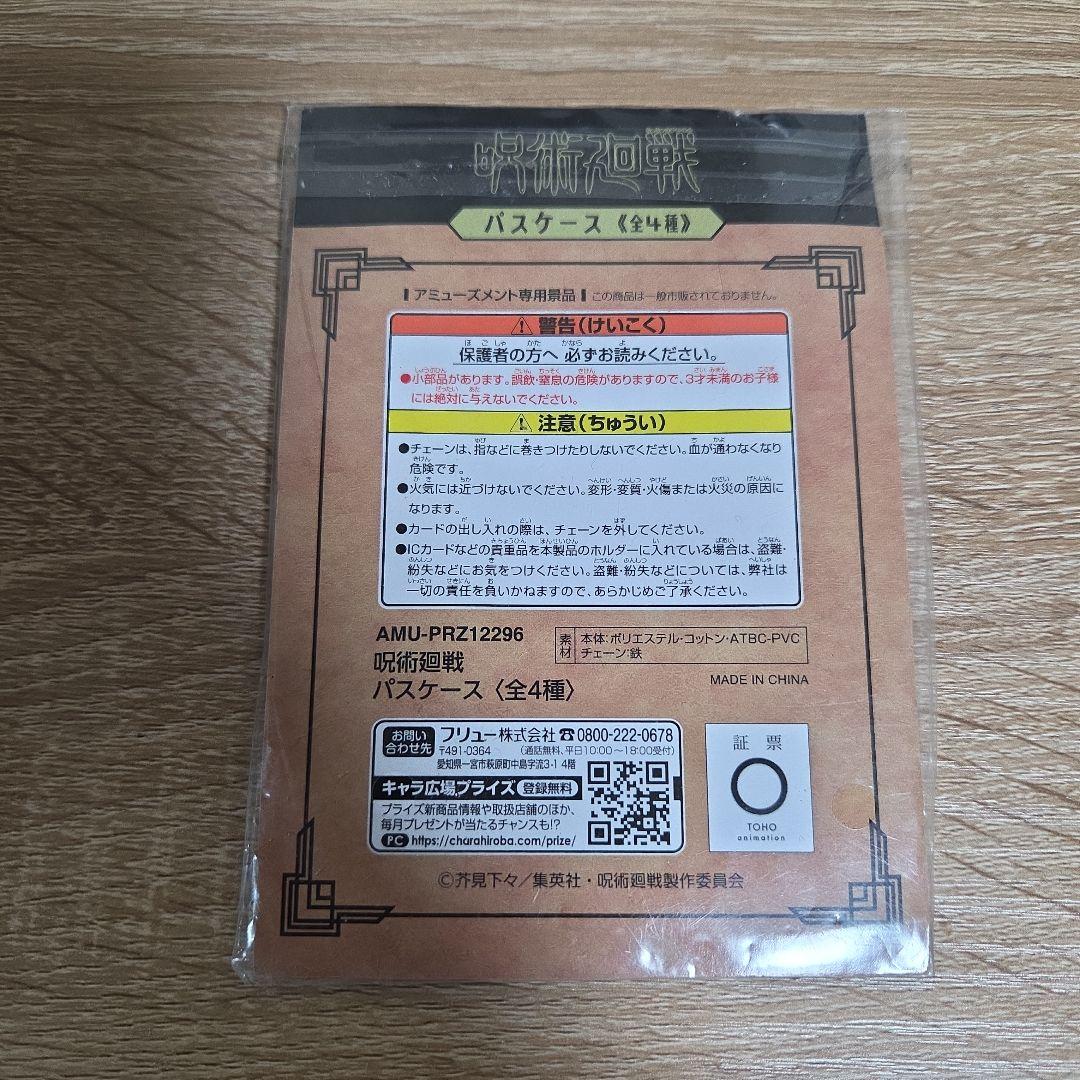 呪術廻戦
パスケース《全4種》
アミューズメント専用景品 この商品は一般市販されておりません。
⚠警告(けいこく)
保護者の方へ 必ずお読みください。
●小部品があります。誤飲・窒息の危険がありますので、3才未満のお子様
には絶対に与えないでください。
⚠注意(ちゅうい)
●チェーンは、指などに巻きつけたりしないでください。血が通わなくなり
危険です。
●火気には近づけないでください。変形・変質・火傷または火災の原因に
なります。
●カードの出し入れの際は、チェーンを外してください。
●ICカードなどの貴重品を本製品のホルダーに入れている場合は、盗難・
紛失などにお気をつけください。盗難・紛失などについては、弊社は
一切の責任を負いかねますので、あらかじめご了承ください。
AMU-PRZ12296
呪術廻戦
パスケース〈全4種〉
素材
本体:ポリエステル・コットン・ATBC-PVC
チェーン:鉄
MADE IN CHINA
お問い合わせ先
フリュー株式会社 ☎0800-222-0678
〒491-0364 (通話無料、平日10:00〜18:00受付)
愛知県一宮市萩原町中島字流3-1 4階
キャラ広場プライズ 登録無料
プライズ新商品情報や取扱店舗のほか、
毎月プレゼントが当たるチャンスも!?
PC https://charahiroba.com/prize/
証票
TOHO
animation
©芥見下々/集英社・呪術廻戦製作委員会